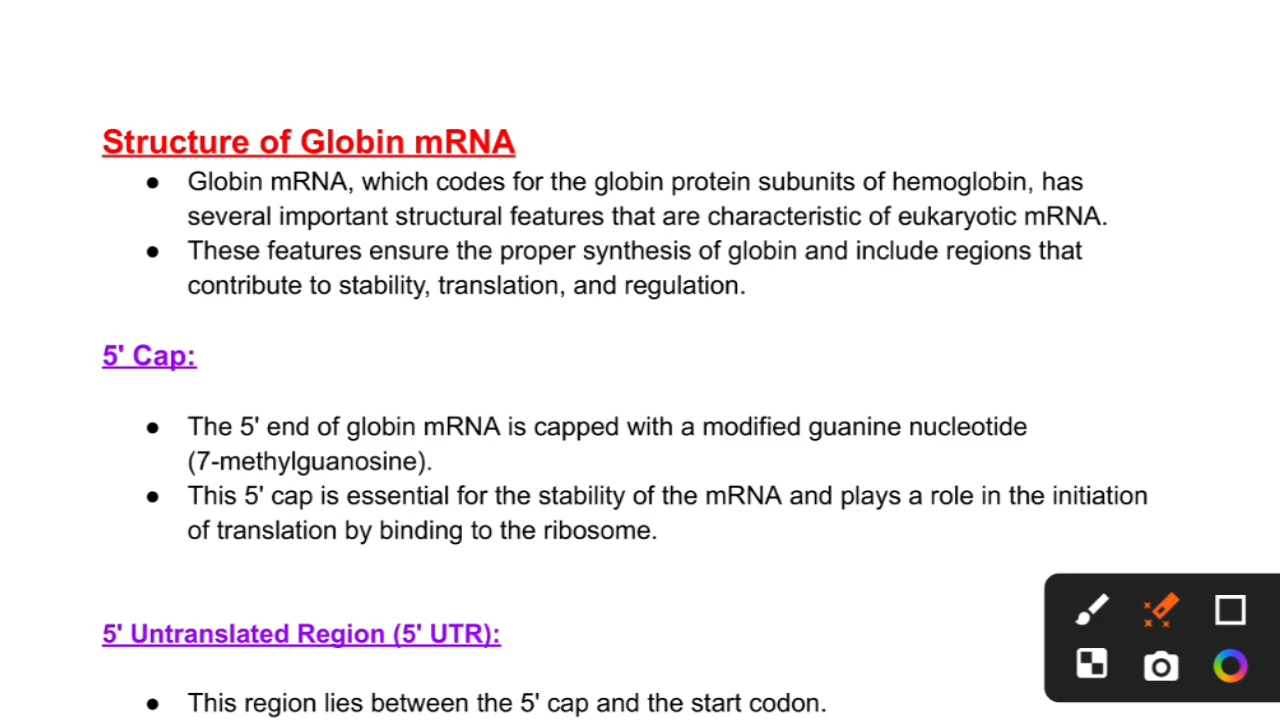 Structure of Globin mRNA
● Globin mRNA, which codes for the globin protein subunits of hemoglobin, has
several important structural features that are characteristic of eukaryotic mRNA.
● These features ensure the proper synthesis of globin and include regions that
contribute to stability, translation, and regulation.
5' Cap:
● The 5' end of globin mRNA is capped with a modified guanine nucleotide
(7-methylguanosine).
● This 5' cap is essential for the stability of the mRNA and plays a role in the initiation
of translation by binding to the ribosome.
5' Untranslated Region (5' UTR):
● This region lies between the 5' cap and the start codon.